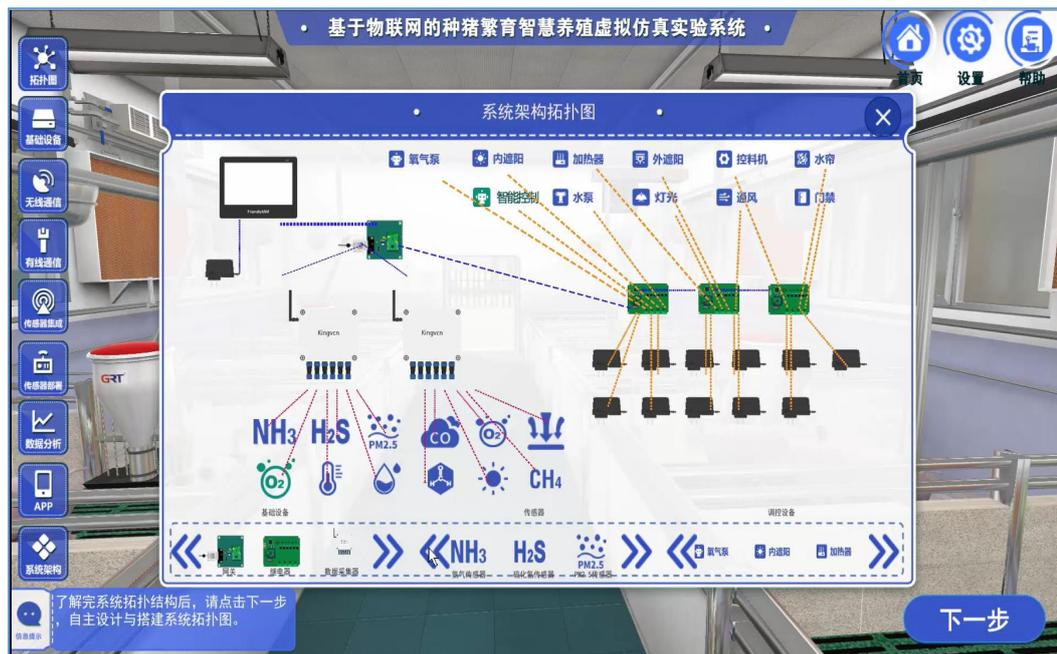 基于物联网的种猪繁育智慧养殖虚拟仿真实验系统
首页
设置
帮助
拓扑图
基础设备
无线通信
有线通信
传感器集成
传感器部署
数据分析
APP
系统架构
系统架构拓扑图
氧气泵
内遮阳
加热器
外遮阳
控料机
水帘
智能控制
水泵
灯光
通风
门禁
Kingvcn
Kingvcn
NH3
H2S
PM2.5
CO
O2
O2
CH4
基础设备
传感器
调控设备
网关
继电器
数据采集器
NH3
氨气传感器
H2S
硫化氢传感器
PM2.5
PM2.5传感器
氧气泵
内遮阳
加热器
GRT
信息提示
了解完系统拓扑结构后，请点击下一步
，自主设计与搭建系统拓扑图。
下一步